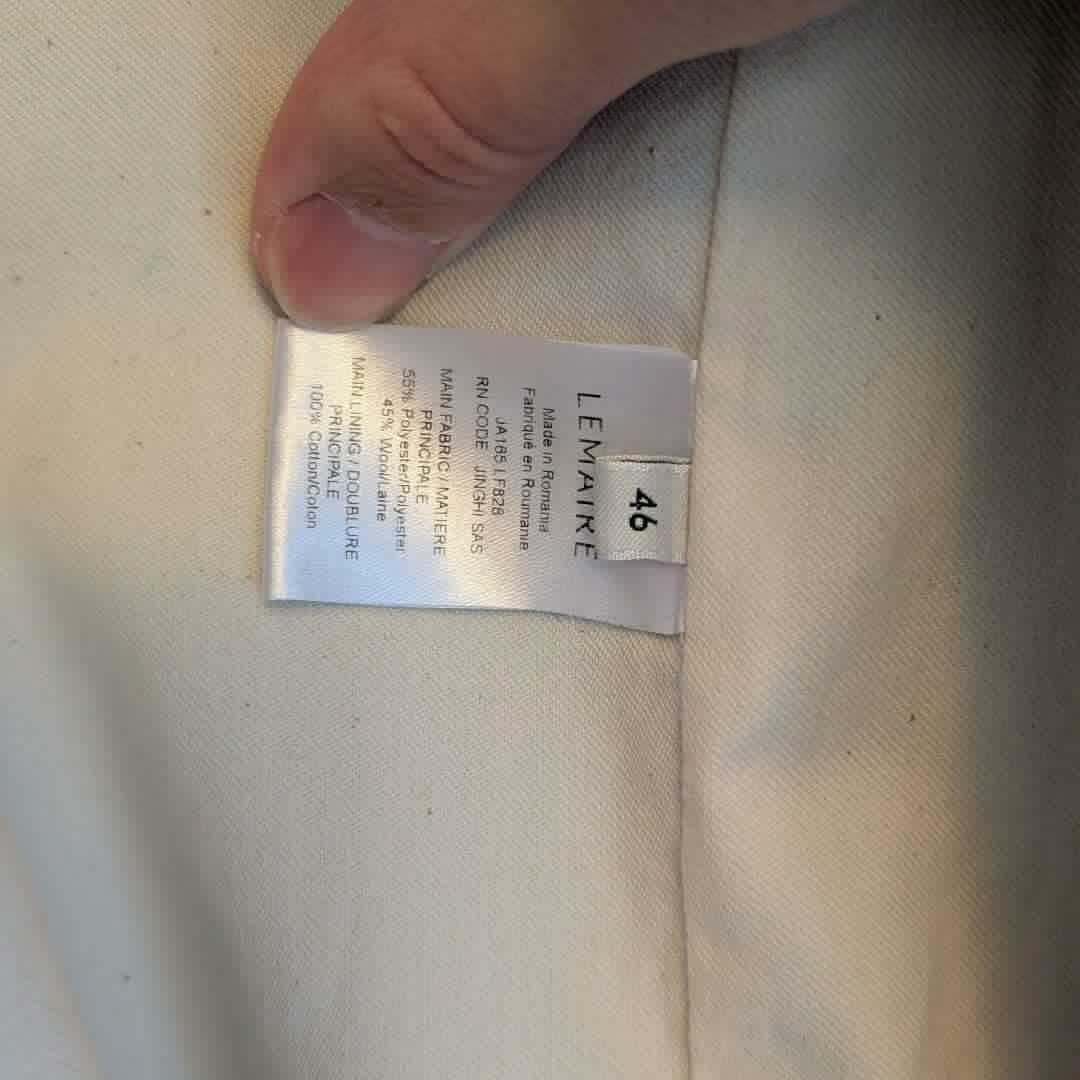 46
LEMAIRE
Made in Romania
Fabriqué en Roumanie
JA165 LF828
RN CODE JINGHI SAS
MAIN FABRIC / MATIERE
PRINCIPALE
55% Polyester/Polyester
45% Wool/Laine
MAIN LINING / DOUBLURE
PRINCIPALE
100% Cotton/Coton